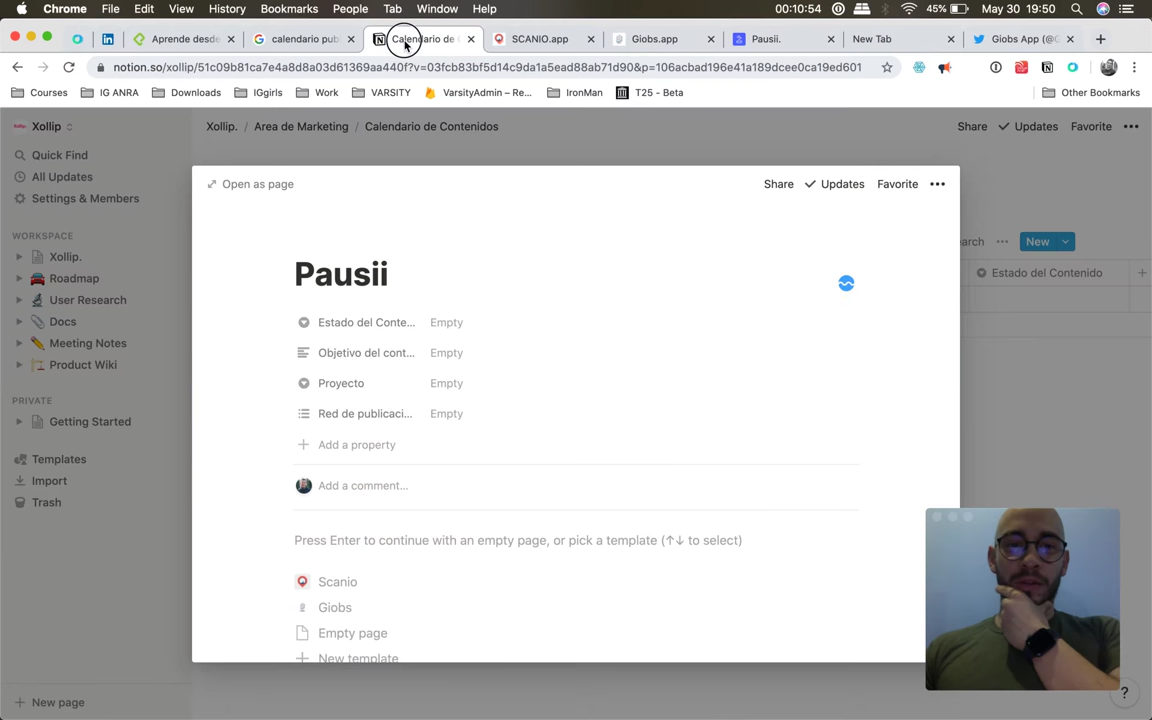 Chrome File Edit View History Bookmarks People Tab Window Help 00:10:54 45% May 30 19:50
Aprende desde
calendario pub
Calendario de C
SCANIO.app
Giobs.app
Pausii.
New Tab
Giobs App (@G
notion.so/xollip/51c09b81ca7e4a8d8a03d61369aa440f?v=03fcb83bf5d14c9da1a5ead88ab71d90&p=106acbad196e41a189dcee0ca19ed601
Courses IG ANRA Downloads IGgirls Work VARSITY VarsityAdmin – Re... IronMan T25 - Beta Other Bookmarks
Xollip
Xollip. / Area de Marketing / Calendario de Contenidos
Share Updates Favorite
Quick Find
All Updates
Settings & Members
WORKSPACE
Xollip.
Roadmap
User Research
Docs
Meeting Notes
Product Wiki
PRIVATE
Getting Started
Templates
Import
Trash
New page
earch ••• New
Estado del Contenido
Open as page
Share Updates Favorite
Pausii
Estado del Conte... Empty
Objetivo del cont... Empty
Proyecto Empty
Red de publicaci... Empty
Add a property
Add a comment...
Press Enter to continue with an empty page, or pick a template (↑↓ to select)
Scanio
Giobs
Empty page
New template
?